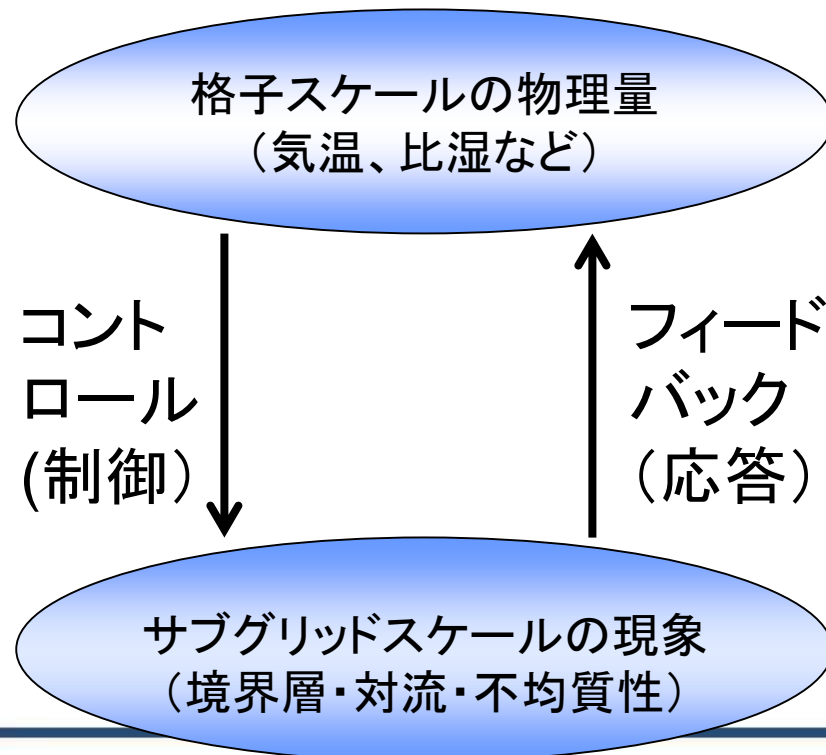 格子スケールの物理量
（気温、比湿など）
コント
ロール
(制御）
フィード
バック
（応答）
サブグリッドスケールの現象
（境界層・対流・不均質性）